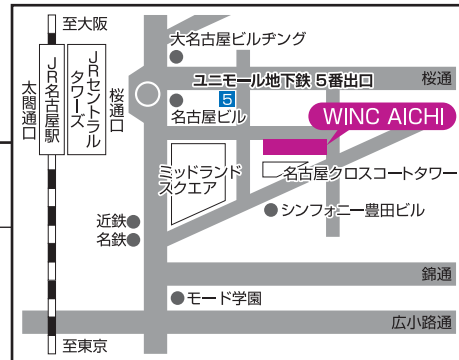 至大阪
大名古屋ビルヂング
ユニモール地下鉄 5番出口
桜通
5
名古屋ビル
WINC AICHI
太閤通口
JR名古屋駅
JRセントラル
タワーズ
桜通口
ミッドランド
スクエア
名古屋クロスコートタワー
シンフォニー豊田ビル
近鉄
名鉄
錦通
モード学園
広小路通
至東京